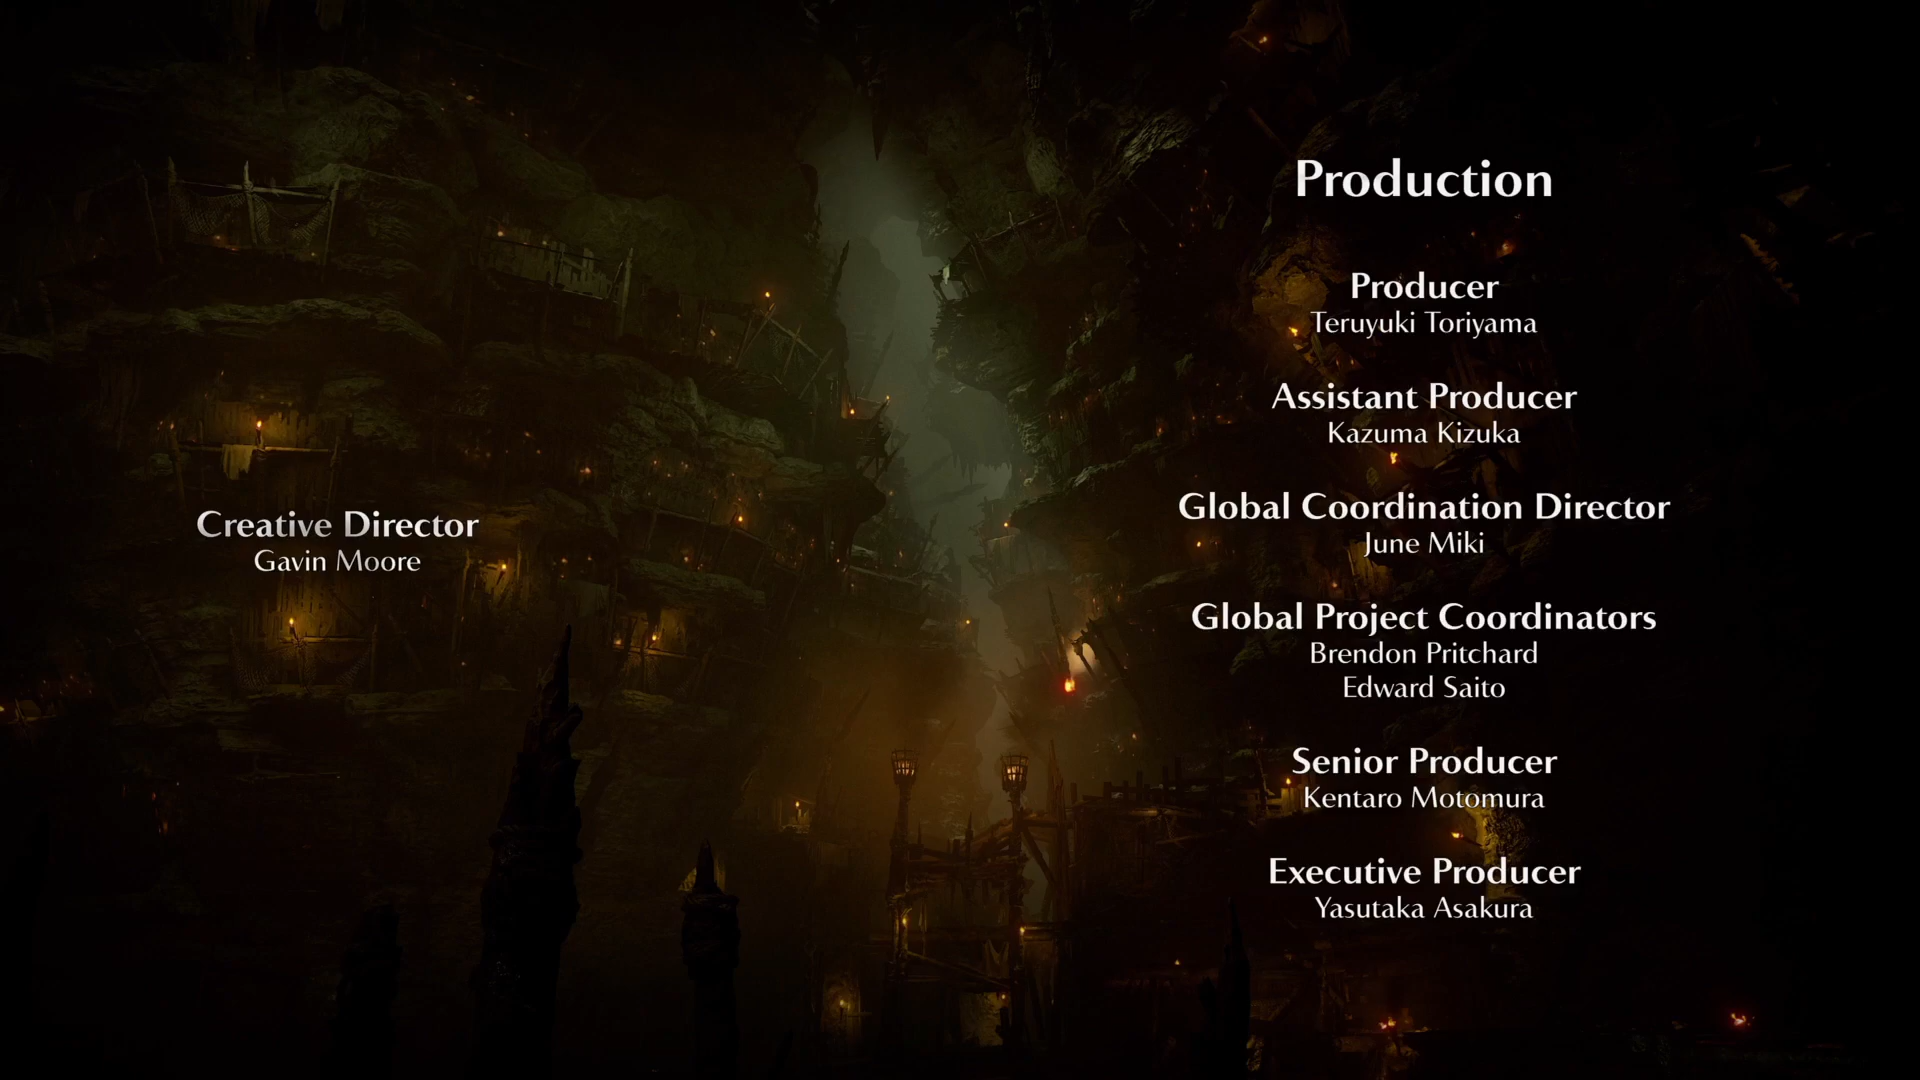 Creative Director
Gavin Moore
Production
Producer
Teruyuki Toriyama
Assistant Producer
Kazuma Kizuka
Global Coordination Director
June Miki
Global Project Coordinators
Brendon Pritchard
Edward Saito
Senior Producer
Kentaro Motomura
Executive Producer
Yasutaka Asakura